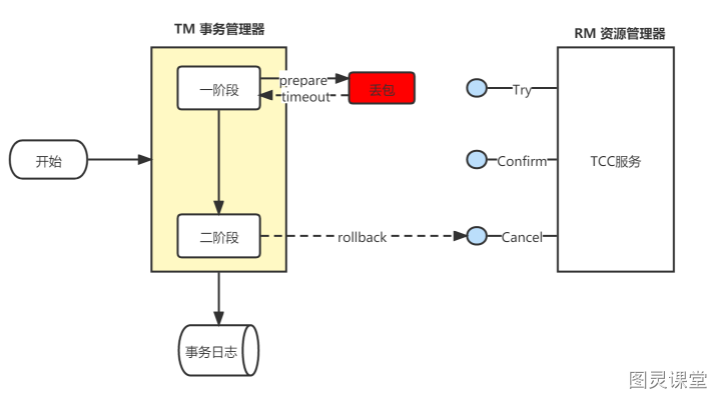 TM 事务管理器
RM 资源管理器
一阶段
prepare
timeout
丢包
Try
开始
Confirm
TCC服务
二阶段
rollback
Cancel
事务日志
图灵课堂